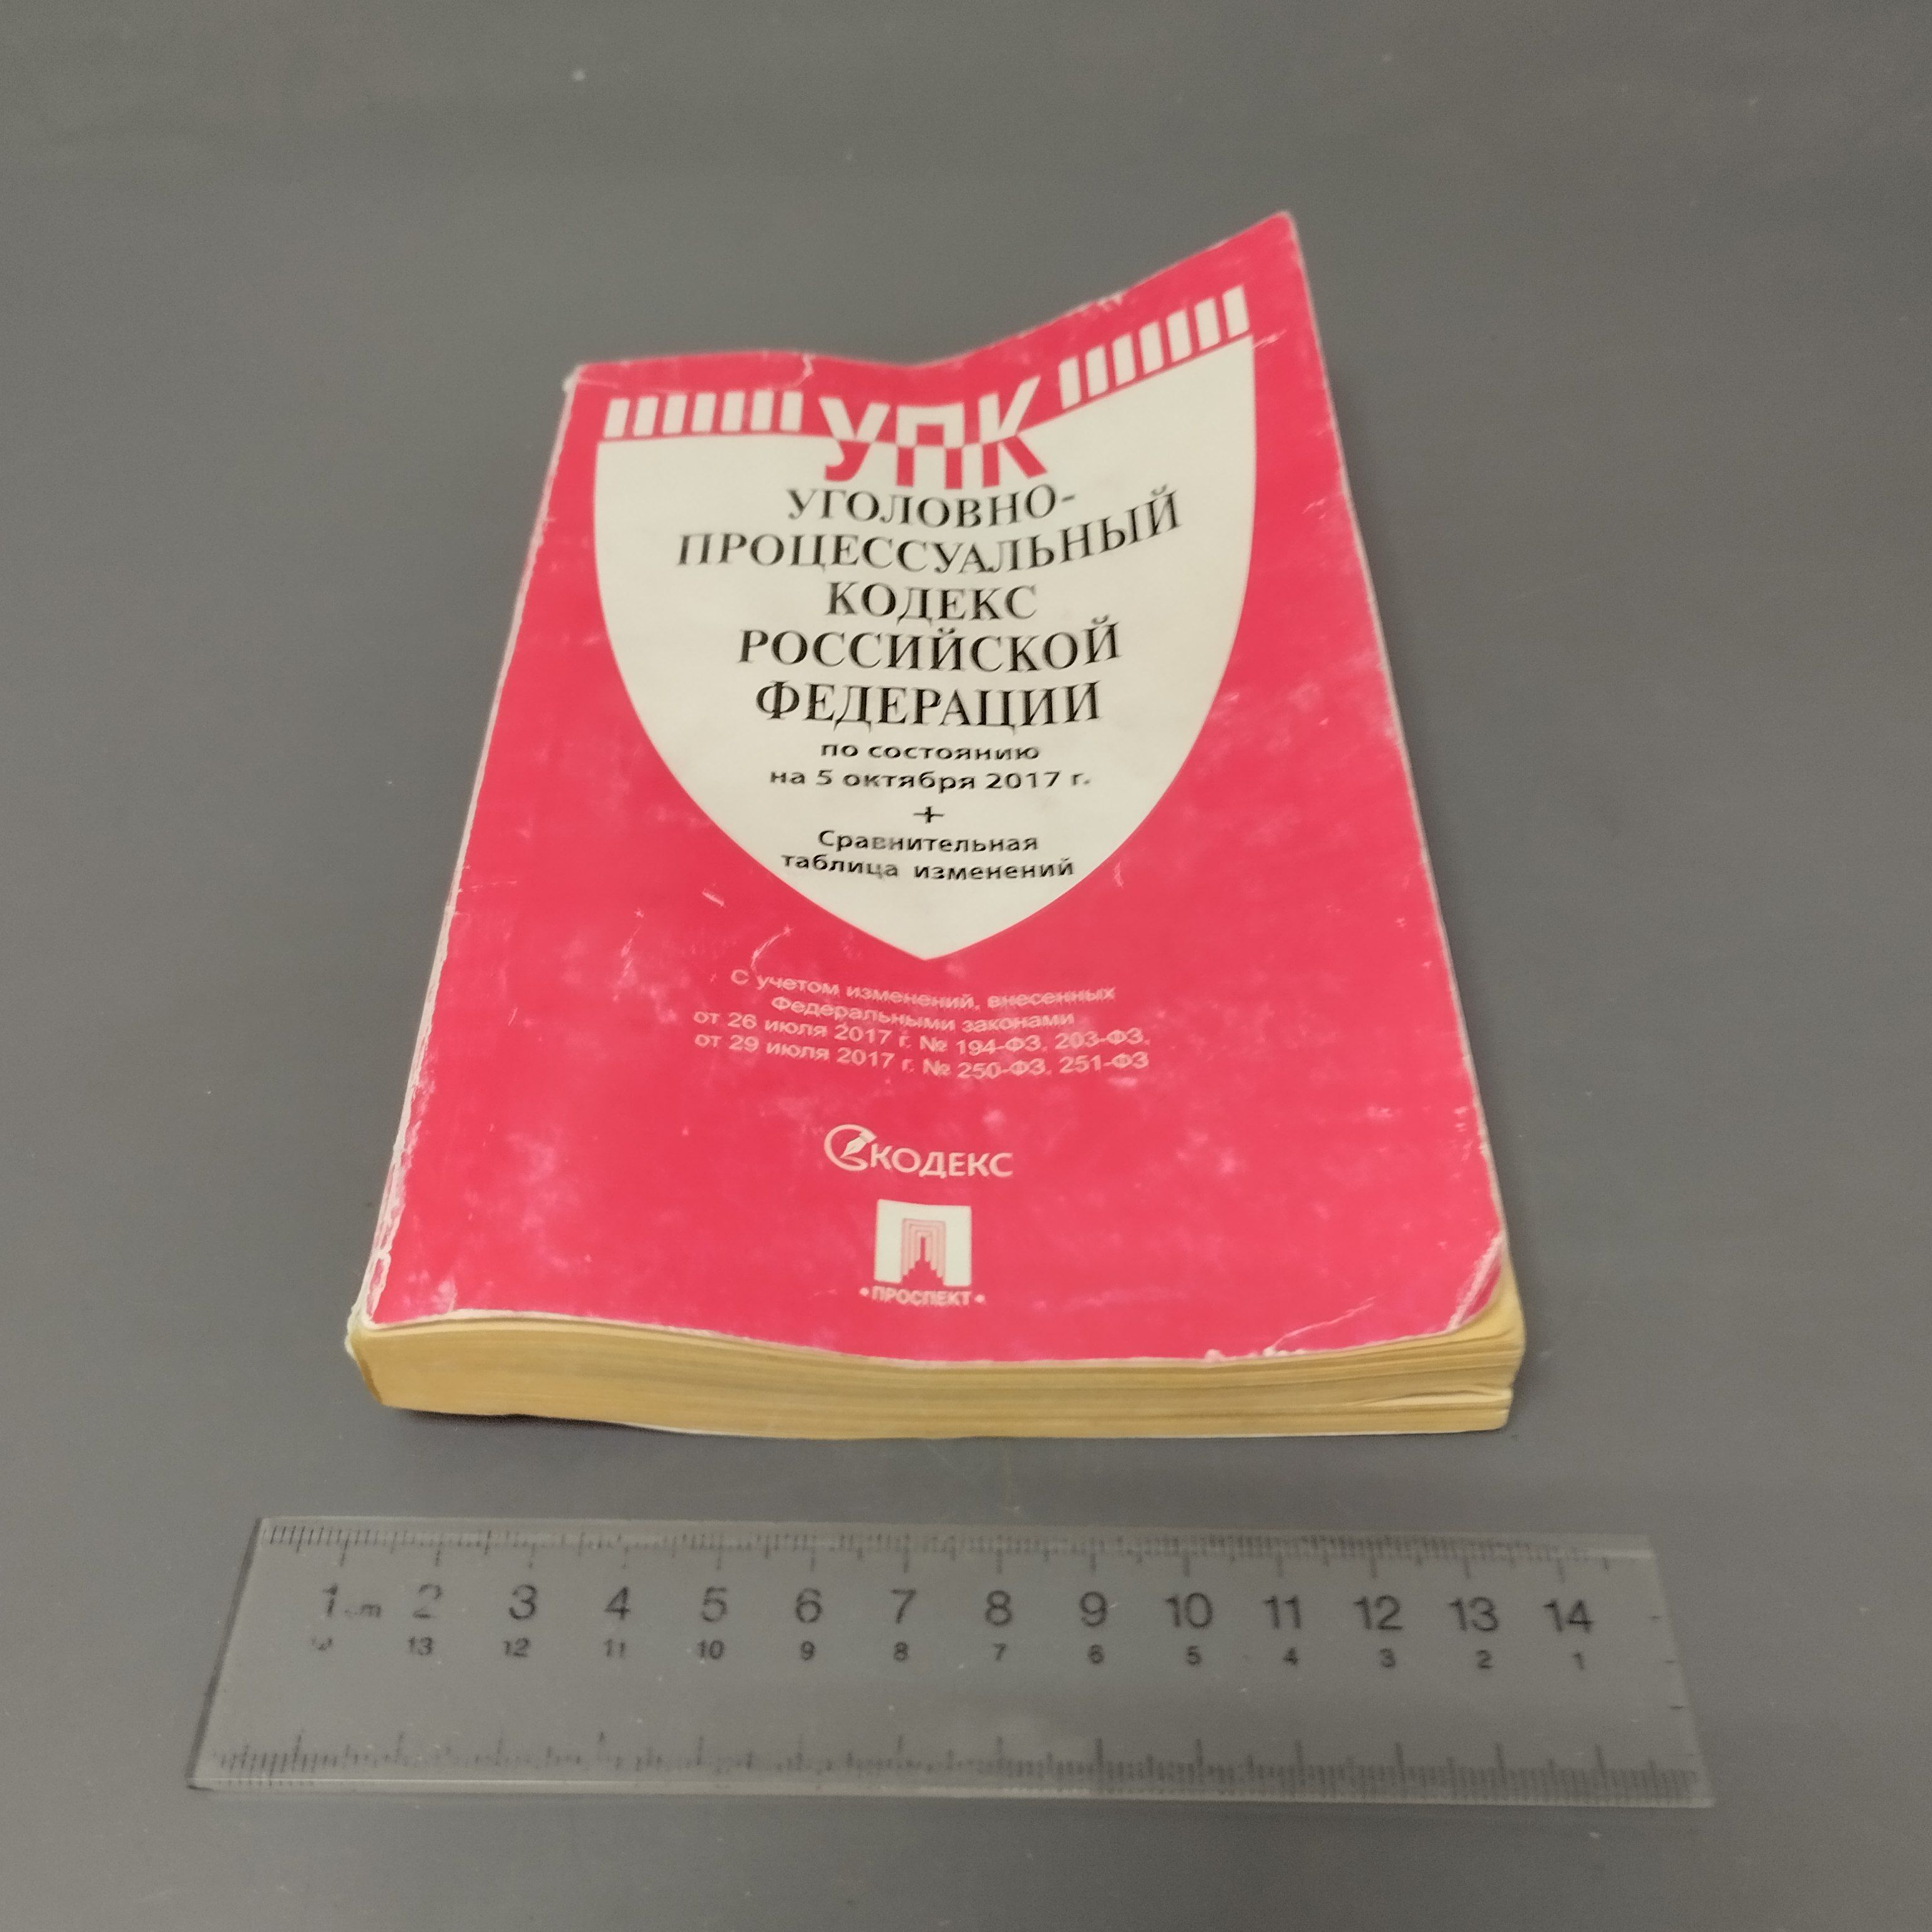 УПК
УГОЛОВНО-
ПРОЦЕССУАЛЬНЫЙ
КОДЕКС
РОССИЙСКОЙ
ФЕДЕРАЦИИ
по состоянию
на 5 октября 2017 г.
+
Сравнительная
таблица изменений
С учетом изменений, внесенных
Федеральными законами
от 26 июля 2017 г. № 194-ФЗ, 203-ФЗ,
от 29 июля 2017 г. № 250-ФЗ, 251-ФЗ
КОДЕКС
• ПРОСПЕКТ •
1 cm 2 3 4 5 6 7 8 9 10 11 12 13 14
13 12 11 10 9 8 7 6 5 4 3 2 1